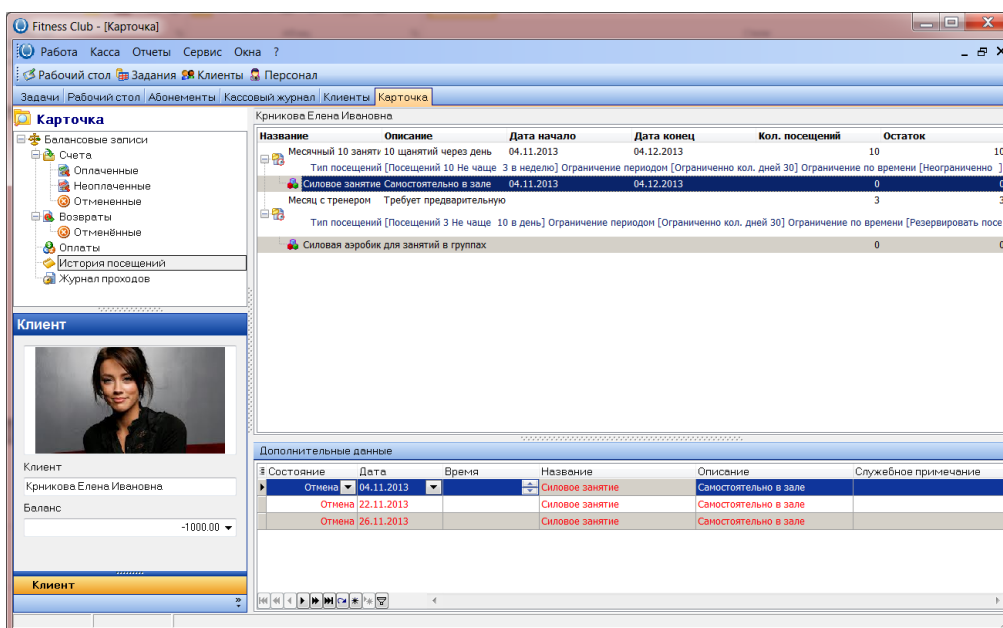 Fitness Club - [Карточка]
Работа Касса Отчеты Сервис Окна ?
Рабочий стол Задания Клиенты Персонал
Задачи Рабочий стол Абонементы Кассовый журнал Клиенты Карточка
Карточка
Балансовые записи
Счета
Оплаченные
Неоплаченные
Отмененные
Возвраты
Отменённые
Оплаты
История посещений
Журнал проходов
Клиент
Клиент
Крникова Елена Ивановна
Баланс
-1000.00
Клиент
Крникова Елена Ивановна
Название Описание Дата начало Дата конец Кол. посещений Остаток
Месячный 10 заняти 10 щанятий через день 04.11.2013 04.12.2013 10 10
Тип посещений [Посещений 10 Не чаще 3 в неделю] Ограничение периодом [Ограниченно кол. дней 30] Ограничение по времени [Неограниченно ]
Силовое занятие Самостоятельно в зале 04.11.2013 04.12.2013 0 0
Месяц с тренером Требует предварительную 3 3
Тип посещений [Посещений 3 Не чаще 10 в день] Ограничение периодом [Ограниченно кол. дней 30] Ограничение по времени [Резервировать посе
Силовая аэробик для занятий в группах 0 0
Дополнительные данные
Состояние Дата Время Название Описание Служебное примечание
Отмена 04.11.2013 Силовое занятие Самостоятельно в зале
Отмена 22.11.2013 Силовое занятие Самостоятельно в зале
Отмена 26.11.2013 Силовое занятие Самостоятельно в зале